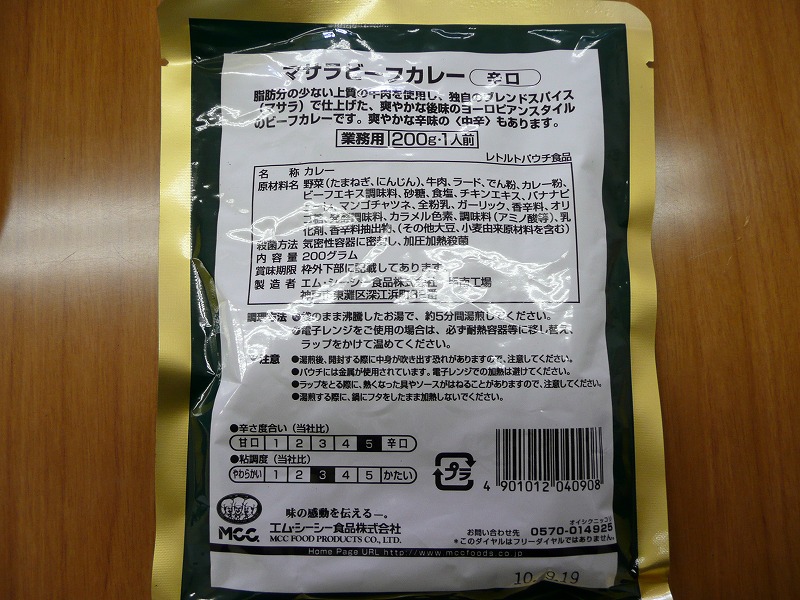 マサラビーフカレー 辛口
脂肪分の少ない上質の牛肉を使用し、独自のブレンドスパイス
(マサラ)で仕上げた、爽やかな後味のヨーロピアンスタイル
のビーフカレーです。爽やかな辛味の〈中辛〉もあります。
業務用 200g・1人前
レトルトパウチ食品
名 称 カレー
原材料名 野菜(たまねぎ、にんじん)、牛肉、ラード、でん粉、カレー粉、
ビーフエキス調味料、砂糖、食塩、チキンエキス、バナナピ
マンゴチャツネ、全粉乳、ガーリック、香辛料、オリ
調味料、カラメル色素、調味料(アミノ酸等)、乳
化剤、香辛料抽出物、(その他大豆、小麦由来原材料を含む)
殺菌方法 気密性容器に密封し、加圧加熱殺菌
内 容 量 200グラム
賞味期限 枠外下部に記載してあります。
製 造 者 エム・シーシー食品株式会社 工場
神戸市東灘区深江浜町
調理方法 ●袋のまま沸騰したお湯で、約5分間湯煎してください。
●電子レンジをご使用の場合は、必ず耐熱容器等に移し替え、
ラップをかけて温めてください。
●注意 ●湯煎後、開封する際に中身が吹き出す恐れがありますので、注意してください。
●パウチには金属が使用されています。電子レンジでの加熱は避けてください。
●ラップをとる際に、熱くなった具やソースがはねることがありますので、注意してください。
●湯煎する際に、鍋にフタをしたまま加熱しないでください。
●辛さ度合い(当社比)
甘口 1 2 3 4 5 辛口
●粘調度(当社比)
やわらかい 1 2 3 4 5 かたい
プラ
4 901012 040908
味の感動を伝える―。
MCC エム・シーシー食品株式会社
MCC FOOD PRODUCTS CO., LTD.
オイシクニッコリ
お問い合わせ先 0570-014925
*このダイヤルはフリーダイヤルではありません。
Home Page URL http://www.mccfoods.co.jp
10. 9.19